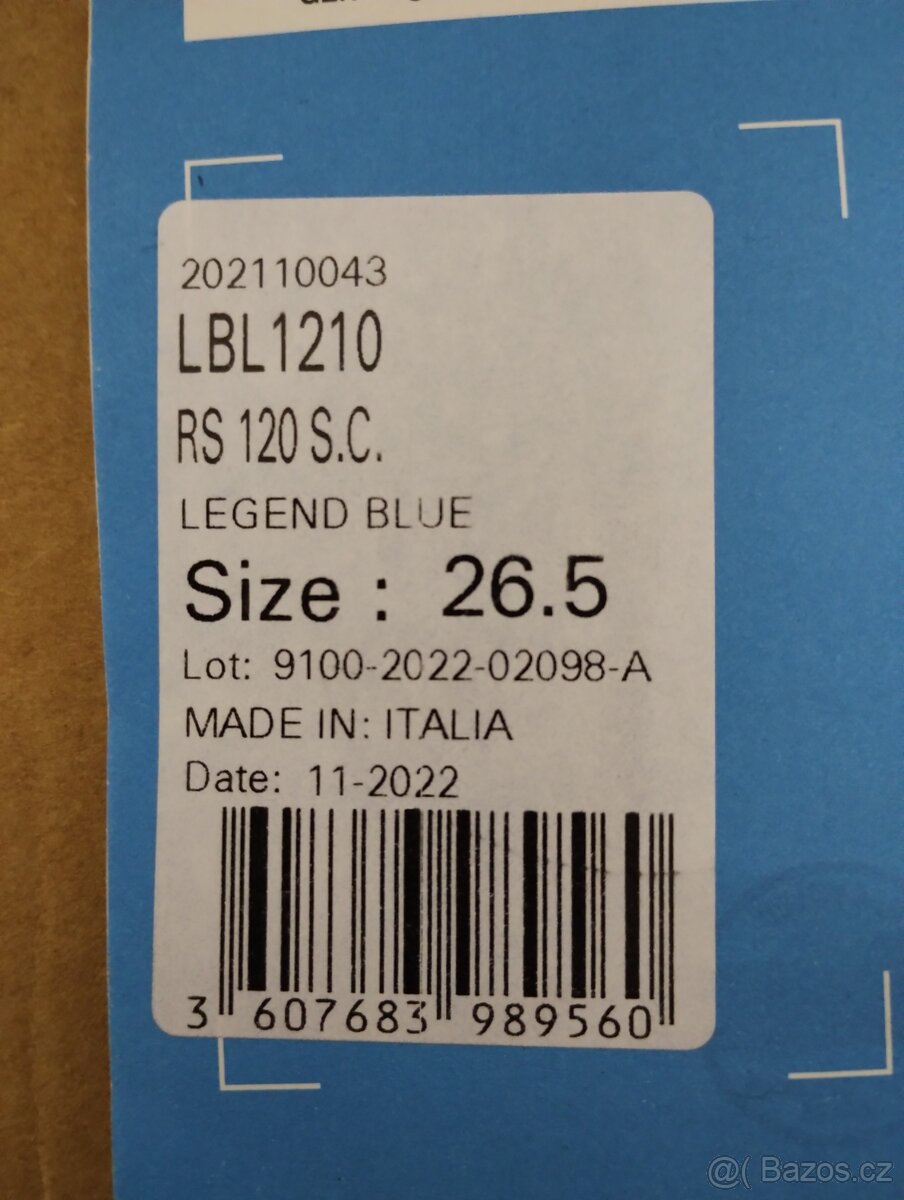 202110043
LBL1210
RS 120 S.C.
LEGEND BLUE
Size : 26.5
Lot: 9100-2022-02098-A
MADE IN: ITALIA
Date: 11-2022
3 607683 989560
@( Bazos.cz